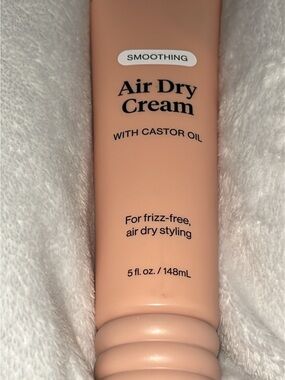 SMOOTHING
Air Dry
Cream
WITH CASTOR OIL
For frizz-free,
air dry styling
5 fl. oz. / 148mL